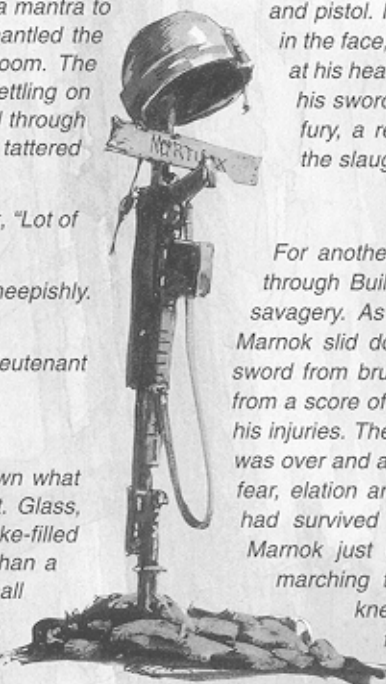 a mantra to
antled the
oom. The
ettling on
through
tattered
, "Lot of
heepishly.
eutenant
wn what
t. Glass,
ke-filled
han a
all
and pistol.
in the face,
at his hea
his sword
fury, a re
the slaug
For anothe
through Buil
savagery. As
Marnok slid do
sword from bru
from a score of
his injuries. The
was over and a
fear, elation ar
had survived
Marnok just
marching t
kne